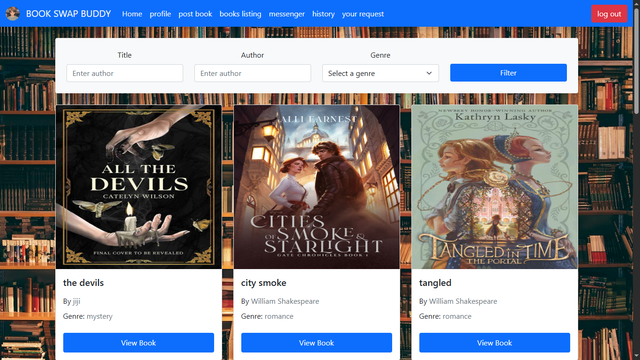 BOOK SWAP BUDDY Home profile post book books listing messenger history your request log out
Title Author Genre
Enter author Enter author Select a genre Filter
ALL THE
DEVILS
CATELYN WILSON
FINAL COVER TO BE REVEALED
ALLI EARNEST
CITIES
OF
SMOKE &
STARLIGHT
GATE CHRONICLES BOOK 1
NEWBERY HONOR-WINNING AUTHOR
Kathryn Lasky
TANGLED IN TIME
THE PORTAL
the devils
By jiji
Genre: mystery
View Book
city smoke
By William Shakespeare
Genre: romance
View Book
tangled
By William Shakespeare
Genre: romance
View Book